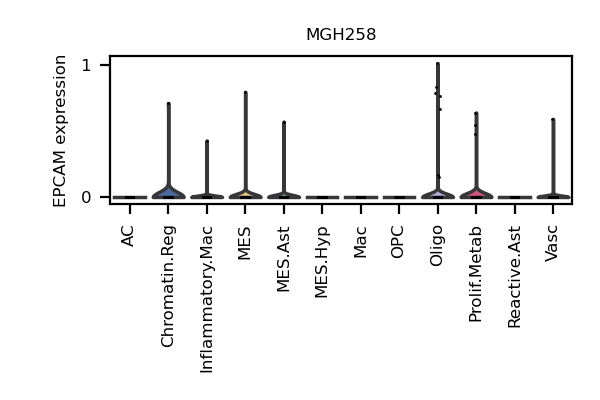 MGH258
EPCAM expression
1
0
AC
Chromatin.Reg
Inflammatory.Mac
MES
MES.Ast
MES.Hyp
Mac
OPC
Oligo
Prolif.Metab
Reactive.Ast
Vasc